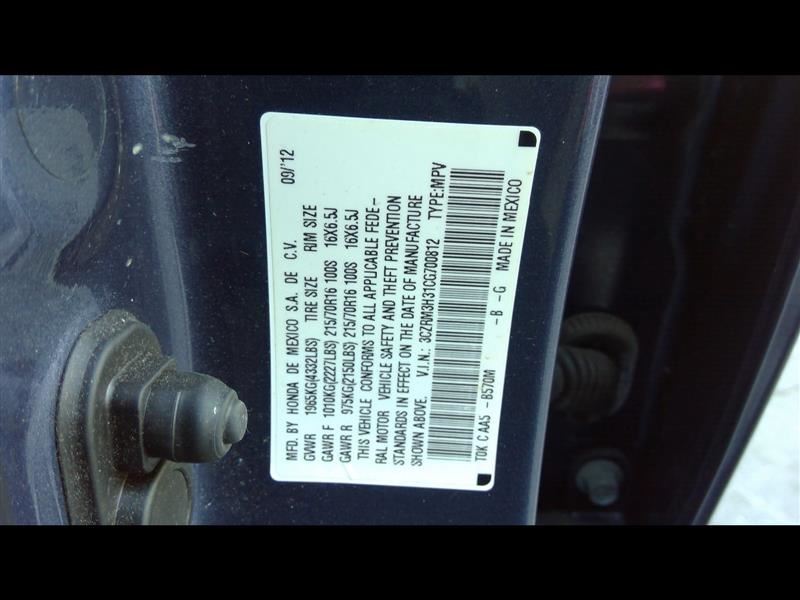 MFD. BY HONDA DE MEXICO S.A. DE C.V. 09/'12
GVWR 1965KG(4332LBS) TIRE SIZE RIM SIZE
GAWR F 1010KG(2227LBS) 215/70R16 100S 16X6.5J
GAWR R 975KG(2150LBS) 215/70R16 100S 16X6.5J
THIS VEHICLE CONFORMS TO ALL APPLICABLE FEDE-
RAL MOTOR VEHICLE SAFETY AND THEFT PREVENTION
STANDARDS IN EFFECT ON THE DATE OF MANUFACTURE
SHOWN ABOVE. V.I.N.: 3CZRM3H31CG700812 TYPE:MPV
TDK C AA5 -B570M -B -G MADE IN MEXICO